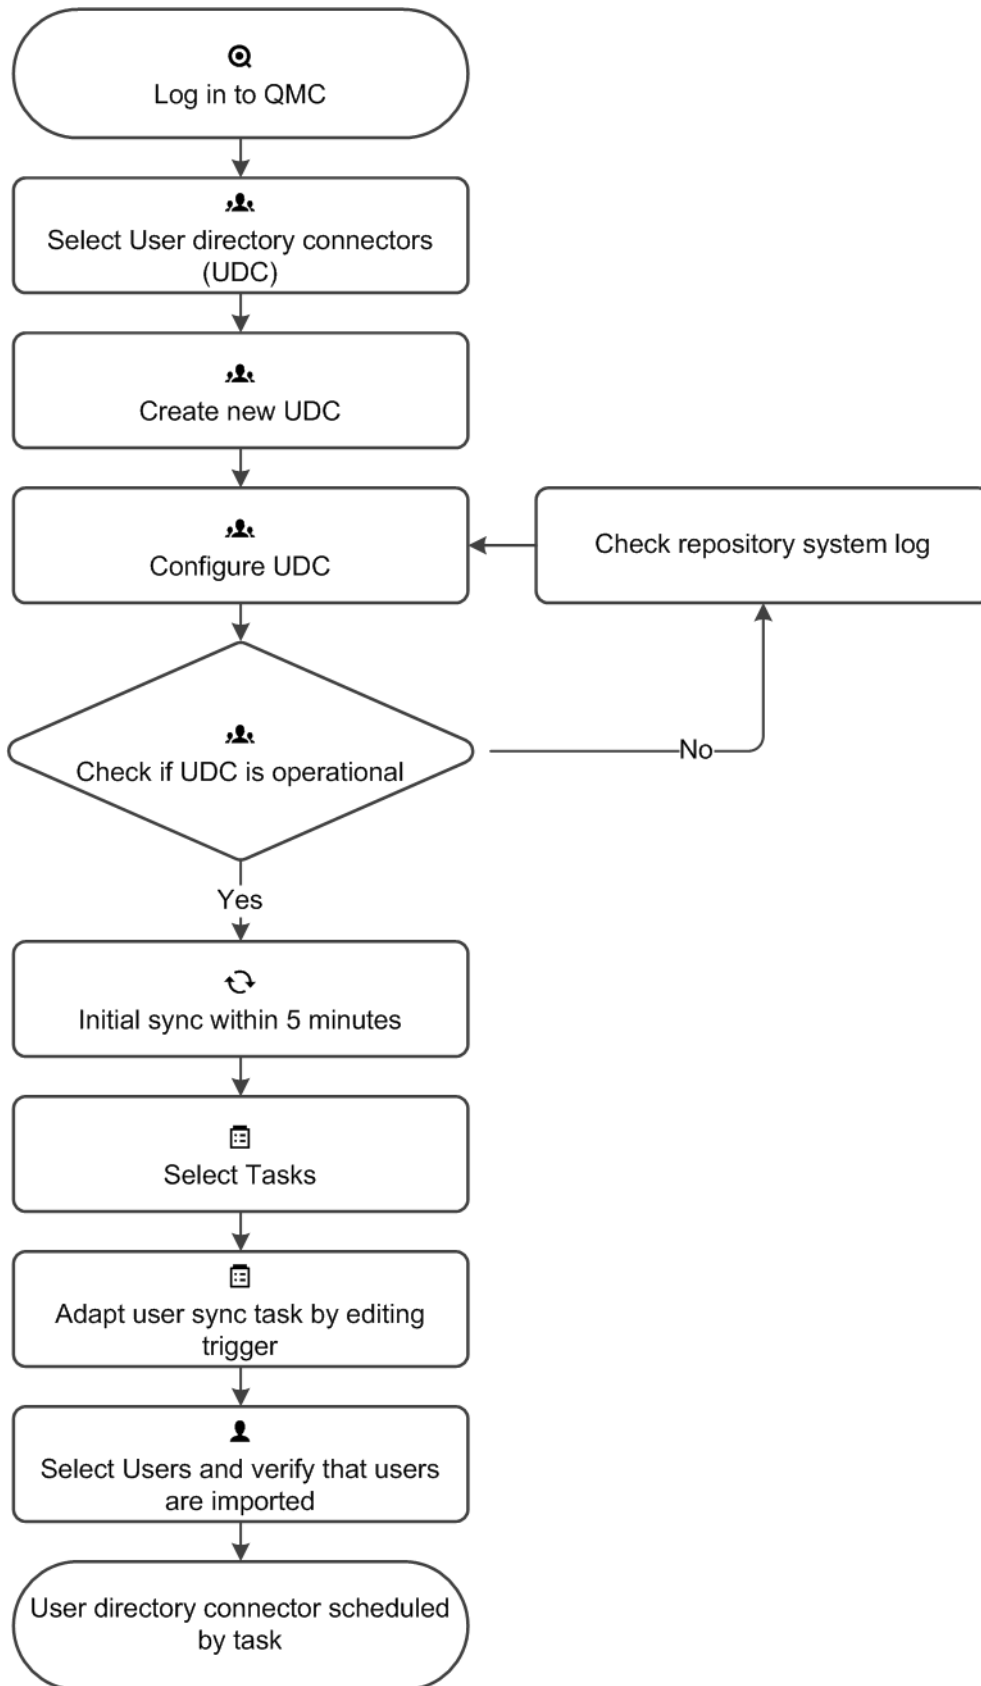 Log in to QMC
Select User directory connectors
(UDC)
Create new UDC
Configure UDC
Check repository system log
Check if UDC is operational
No
Yes
Initial sync within 5 minutes
Select Tasks
Adapt user sync task by editing
trigger
Select Users and verify that users
are imported
User directory connector scheduled
by task